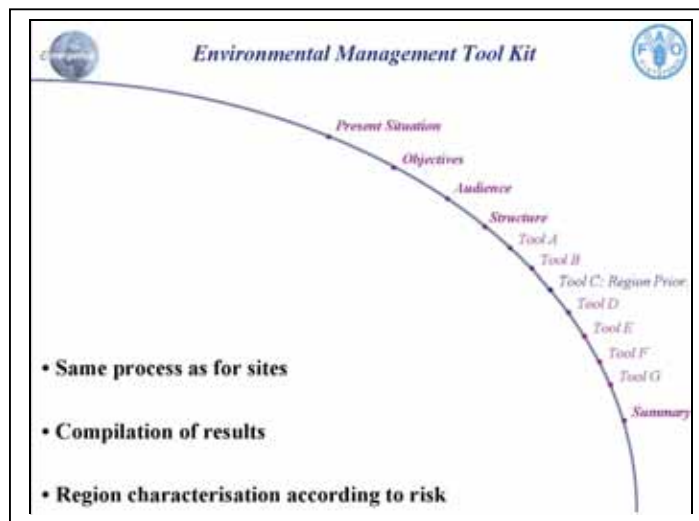 Environmental Management Tool Kit
F A O
Present Situation
Objectives
Audience
Structure
Tool A
Tool B
Tool C: Region Prior.
Tool D
Tool E
Tool F
Tool G
Summary
• Same process as for sites
• Compilation of results
• Region characterisation according to risk